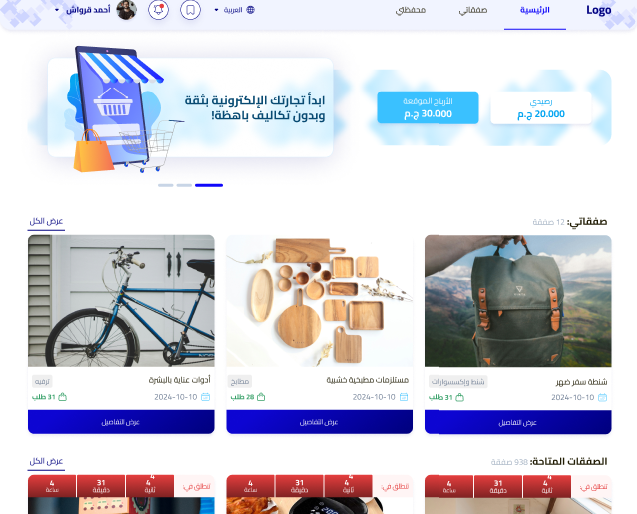 Logo
الرئيسية
صفقاتي
محفظتي
العربية
أحمد قرواش
رصيدي
20.000 ج.م
الأرباح الموقعة
30.000 ج.م
ابدأ تجارتك الإلكترونية بثقة
وبدون تكاليف باهظة!
صفقاتي: 12 صفقة
عرض الكل
شنطة سفر ضهر
شنط وإكسسوارات
2024-10-10
31 طلب
عرض التفاصيل
مستلزمات مطبخية خشبية
مطابخ
2024-10-10
28 طلب
عرض التفاصيل
أدوات عناية بالبشرة
ترفيه
2024-10-10
31 طلب
عرض التفاصيل
الصفقات المتاحة: 938 صفقة
عرض الكل
تنطلق في:
4
ثانية
31
دقيقة
4
ساعة
تنطلق في:
4
ثانية
31
دقيقة
4
ساعة
تنطلق في:
4
ثانية
31
دقيقة
4
ساعة